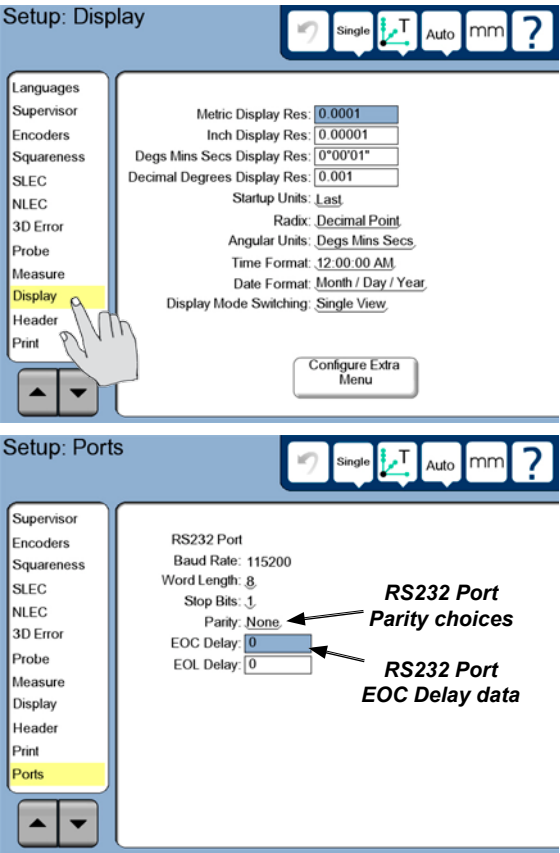 Setup: Display
Single
T
Auto
mm
?
Languages
Supervisor
Encoders
Squareness
SLEC
NLEC
3D Error
Probe
Measure
Display
Header
Print
Metric Display Res: 0.0001
Inch Display Res: 0.00001
Degs Mins Secs Display Res: 0°00'01"
Decimal Degrees Display Res: 0.001
Startup Units: Last
Radix: Decimal Point
Angular Units: Degs Mins Secs
Time Format: 12:00:00 AM
Date Format: Month / Day / Year
Display Mode Switching: Single View
Configure Extra
Menu
Setup: Ports
Single
T
Auto
mm
?
Supervisor
Encoders
Squareness
SLEC
NLEC
3D Error
Probe
Measure
Display
Header
Print
Ports
RS232 Port
Baud Rate: 115200
Word Length: 8
Stop Bits: 1
Parity: None
EOC Delay: 0
EOL Delay: 0
RS232 Port
Parity choices
RS232 Port
EOC Delay data